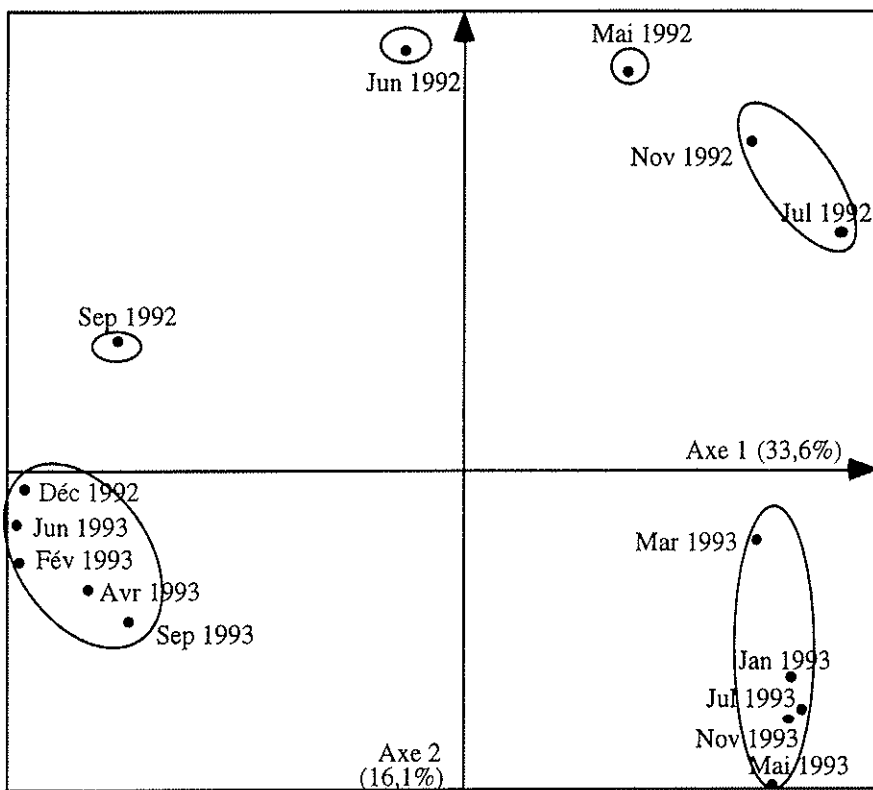 Mai 1992
Jun 1992
Nov 1992
Jul 1992
Sep 1992
Axe 1 (33,6%)
Déc 1992
Jun 1993
Fév 1993
Avr 1993
Sep 1993
Mar 1993
Jan 1993
Jul 1993
Nov 1993
Mai 1993
Axe 2
(16,1%)